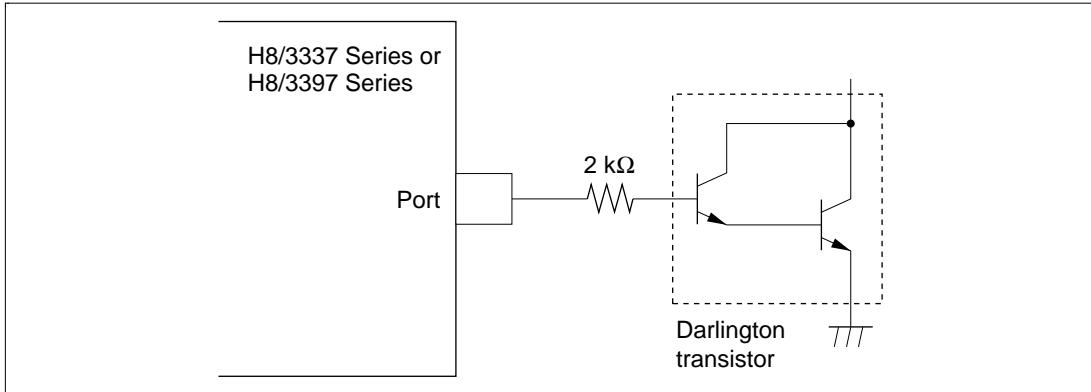 H8/3337 Series or
H8/3397 Series
2 kΩ
Port
Darlington
transistor